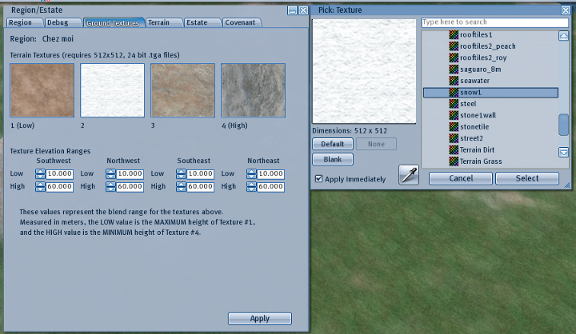 Region/Estate
Region Debug Ground Textures Terrain Estate Covenant
Region: Chez moi
Terrain Textures (requires 512x512, 24 bit .tga files)
1 (Low) 2 3 4 (High)
Texture Elevation Ranges
Southwest Northwest Southeast Northeast
Low 10.000 Low 10.000 Low 10.000 Low 10.000
High 60.000 High 60.000 High 60.000 High 60.000
These values represent the blend range for the textures above.
Measured in meters, the LOW value is the MAXIMUM height of Texture #1,
and the HIGH value is the MINIMUM height of Texture #4.
Apply
Pick: Texture
Type here to search
rooftiles1
rooftiles2_peach
rooftiles2_roy
saguaro_8m
seawater
snow1
steel
stone1wall
stonetile
street2
Terrain Dirt
Terrain Grass
Dimensions: 512 x 512
Default None
Blank
Apply Immediately
Cancel Select